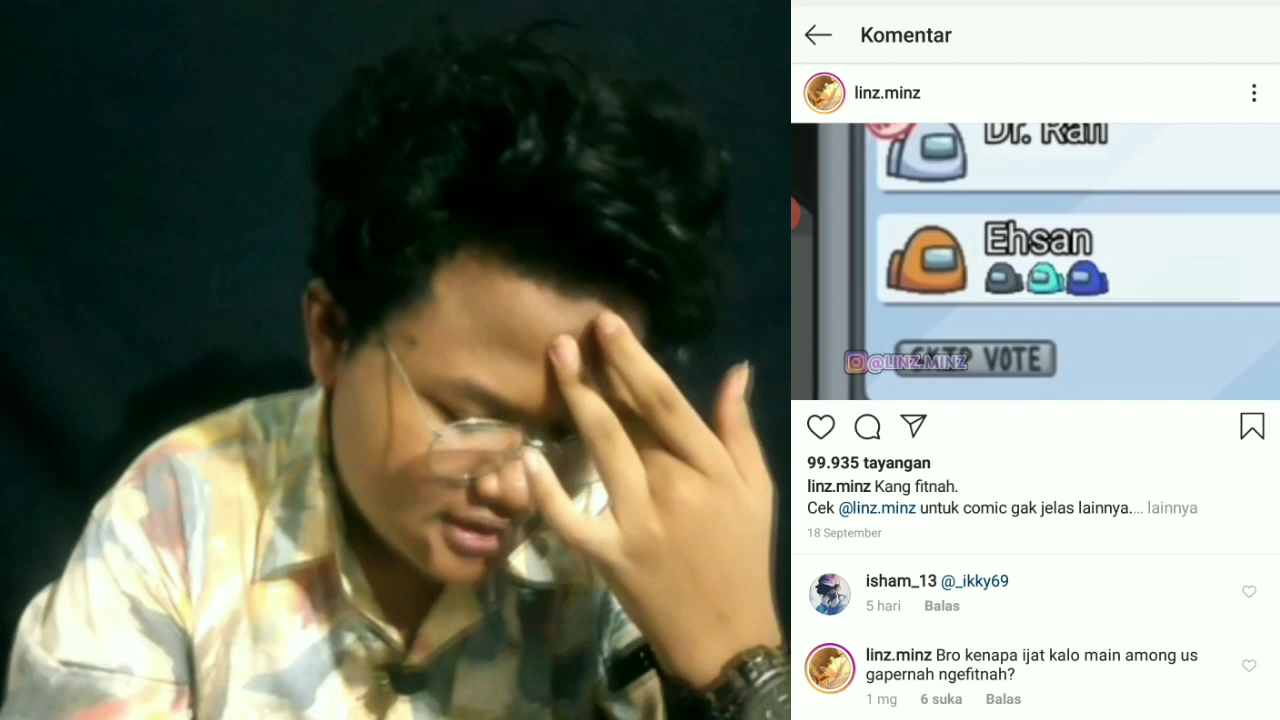 Komentar
linz.minz
Dr. Ran
Ehsan
SKIP VOTE
@LINZ.MINZ
99.935 tayangan
linz.minz Kang fitnah.
Cek @linz.minz untuk comic gak jelas lainnya.... lainnya
18 September
isham_13 @_ikky69
5 hari Balas
linz.minz Bro kenapa ijat kalo main among us
gapernah ngefitnah?
1 mg 6 suka Balas